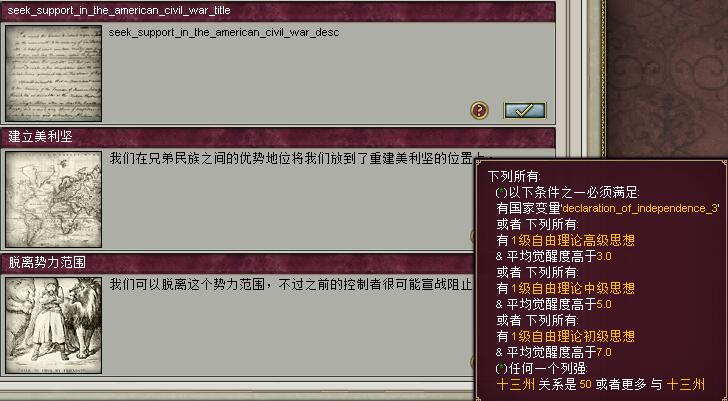 seek_support_in_the_american_civil_war_title
seek_support_in_the_american_civil_war_desc
建立美利坚
我们在兄弟民族之间的优势地位将我们放到了重建美利坚的位置上。
脱离势力范围
我们可以脱离这个势力范围，不过之前的控制者很可能宣战阻止
下列所有:
(*)以下条件之一必须满足:
有国家变量'declaration_of_independence_3'
或者 下列所有:
有 1级自由理论高级思想
& 平均觉醒度高于3.0
或者 下列所有:
有 1级自由理论中级思想
& 平均觉醒度高于5.0
或者 下列所有:
有 1级自由理论初级思想
& 平均觉醒度高于7.0
(*)任何一个列强:
十三州 关系是 50 或者更多 与 十三州